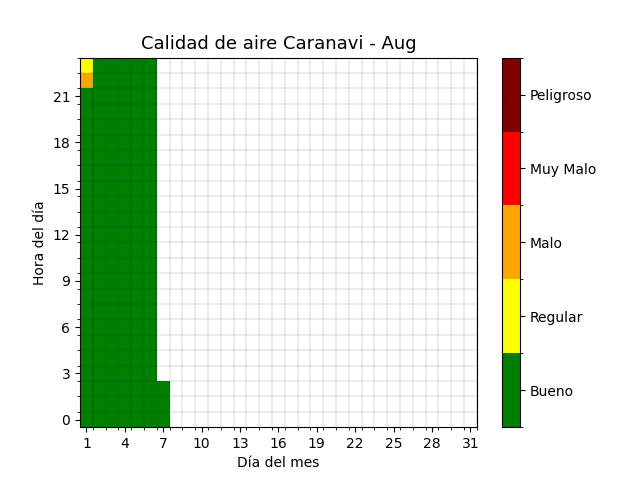 Calidad de aire Caranavi - Aug
Hora del día
21
18
15
12
9
6
3
0
1 4 7 10 13 16 19 22 25 28 31
Día del mes
Peligroso
Muy Malo
Malo
Regular
Bueno